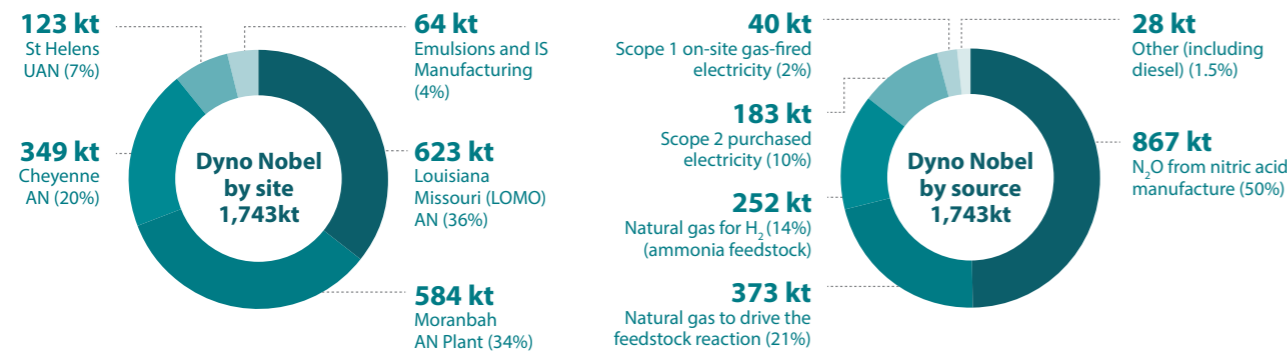 123 kt
St Helens
UAN (7%)
64 kt
Emulsions and IS
Manufacturing
(4%)
349 kt
Cheyenne
AN (20%)
Dyno Nobel
by site
1,743kt
623 kt
Louisiana
Missouri (LOMO)
AN (36%)
584 kt
Moranbah
AN Plant (34%)
40 kt
Scope 1 on-site gas-fired
electricity (2%)
28 kt
Other (including
diesel) (1.5%)
183 kt
Scope 2 purchased
electricity (10%)
Dyno Nobel
by source
1,743kt
867 kt
N₂O from nitric acid
manufacture (50%)
252 kt
Natural gas for H₂ (14%)
(ammonia feedstock)
373 kt
Natural gas to drive the
feedstock reaction (21%)